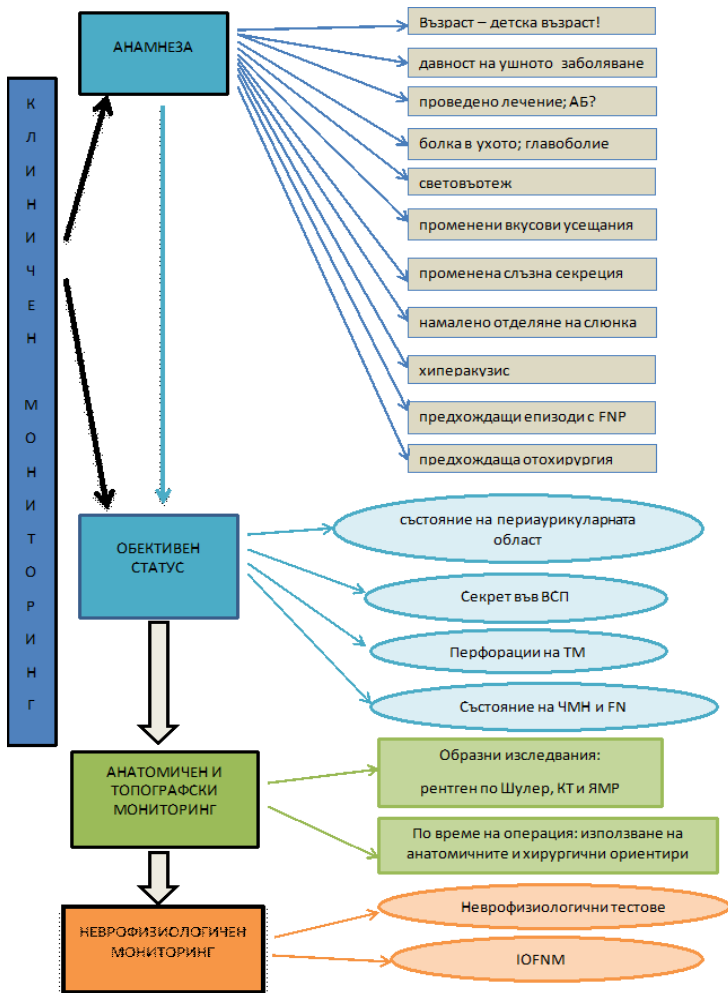 КЛИНИЧЕН МОНИТОРИНГ
АНАМНЕЗА
Възраст – детска възраст!
давност на ушното заболяване
проведено лечение; АБ?
болка в ухото; главоболие
световъртеж
променени вкусови усещания
променена слъзна секреция
намалено отделяне на слюнка
хиперакузис
предхождащи епизоди с FNP
предхождаща отохирургия
ОБЕКТИВЕН
СТАТУС
състояние на периаурикуларната
област
Секрет във ВСП
Перфорации на ТМ
Състояние на ЧМН и FN
АНАТОМИЧЕН И
ТОПОГРАФСКИ
МОНИТОРИНГ
Образни изследвания:
рентген по Шулер, КТ и ЯМР
По време на операция: използване на
анатомичните и хирургични ориентири
НЕВРОФИЗИОЛОГИЧЕН
МОНИТОРИНГ
Неврофизиологични тестове
IOFNM